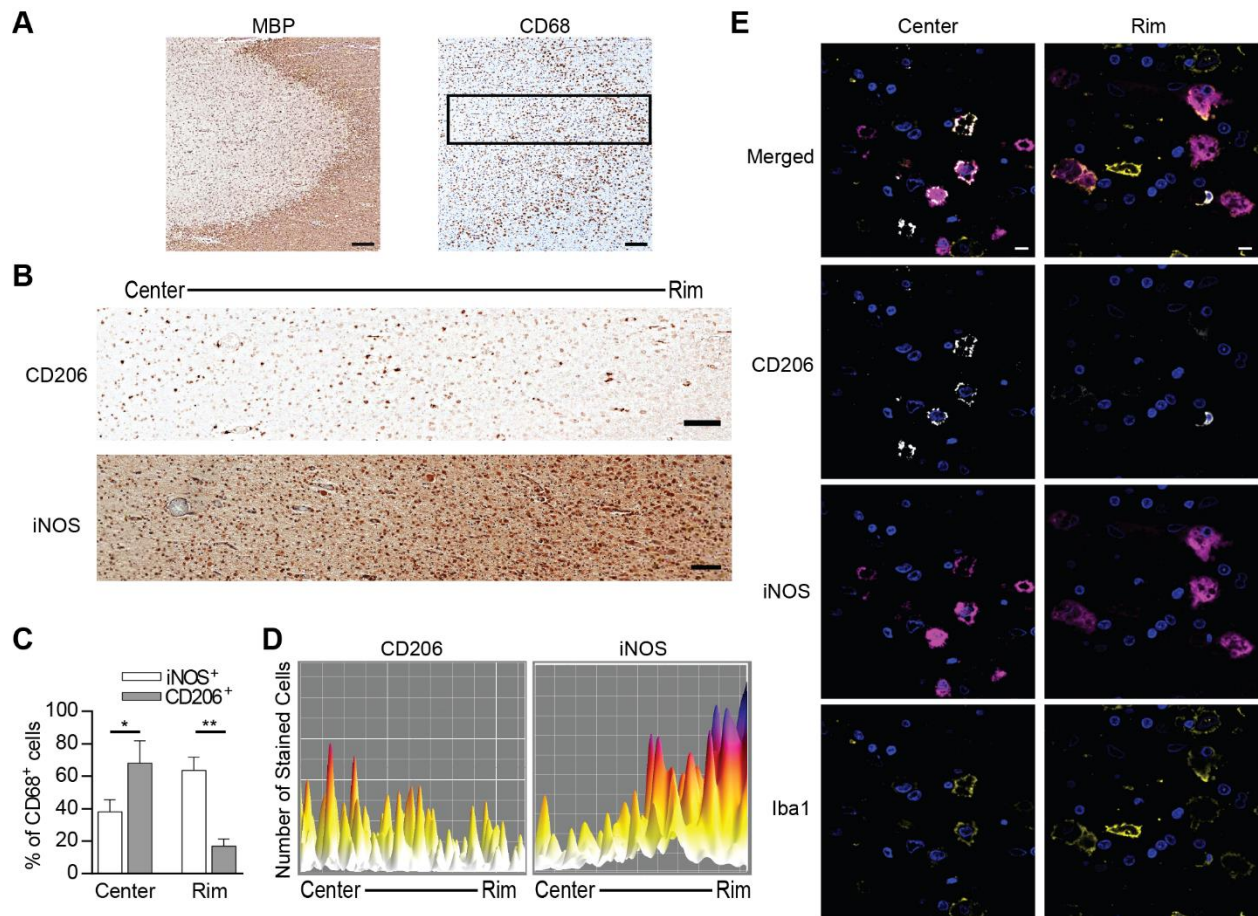 A
MBP
CD68
B
Center
Rim
CD206
iNOS
C
iNOS+
CD206+
% of CD68+ cells
100
80
60
40
20
0
*
**
Center
Rim
D
CD206
iNOS
Number of Stained Cells
Center
Rim
Center
Rim
E
Center
Rim
Merged
CD206
iNOS
Iba1